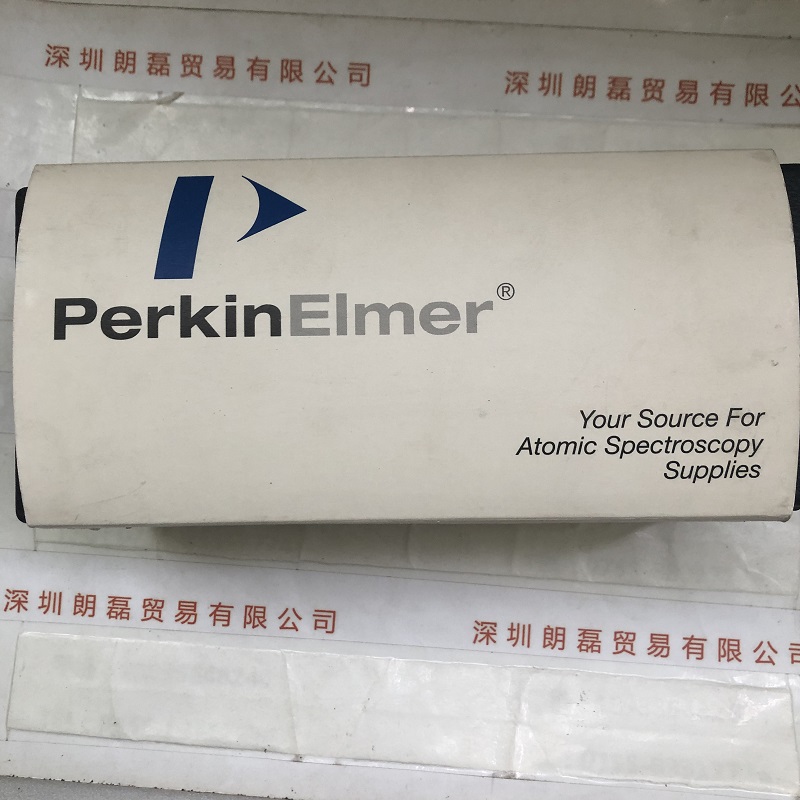 深圳朗磊贸易有限公司
深圳朗磊贸易有限公
PerkinElmer®
Your Source For
Atomic Spectroscopy
Supplies
深圳朗磊贸易有限公司
深圳朗磊贸易有限公司